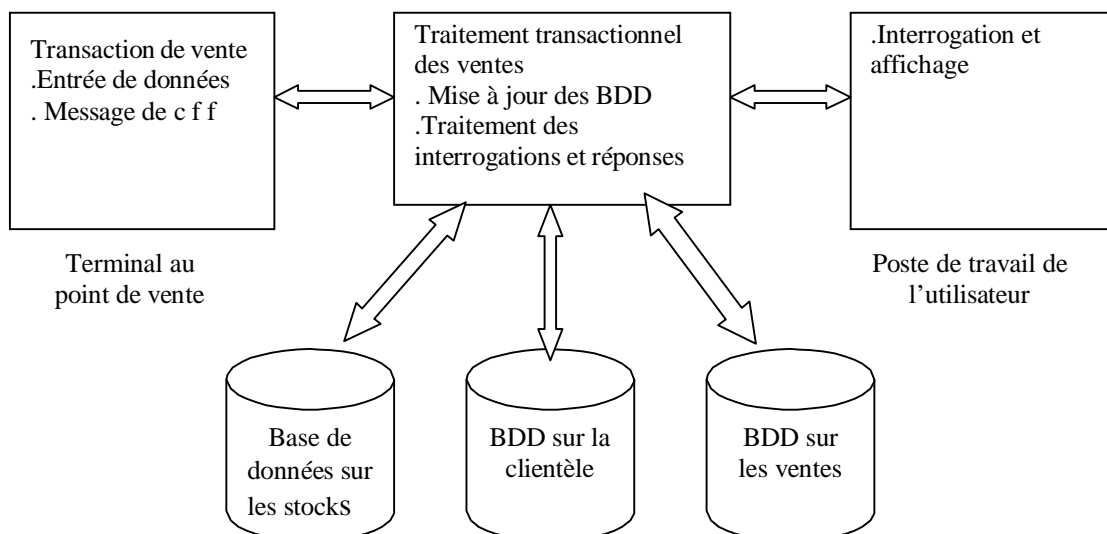 Transaction de vente
.Entrée de données
. Message de c f f
Traitement transactionnel
des ventes
. Mise à jour des BDD
.Traitement des
interrogations et réponses
.Interrogation et
affichage
Terminal au
point de vente
Poste de travail de
l’utilisateur
Base de
données sur
les stocks
BDD sur la
clientèle
BDD sur
les ventes